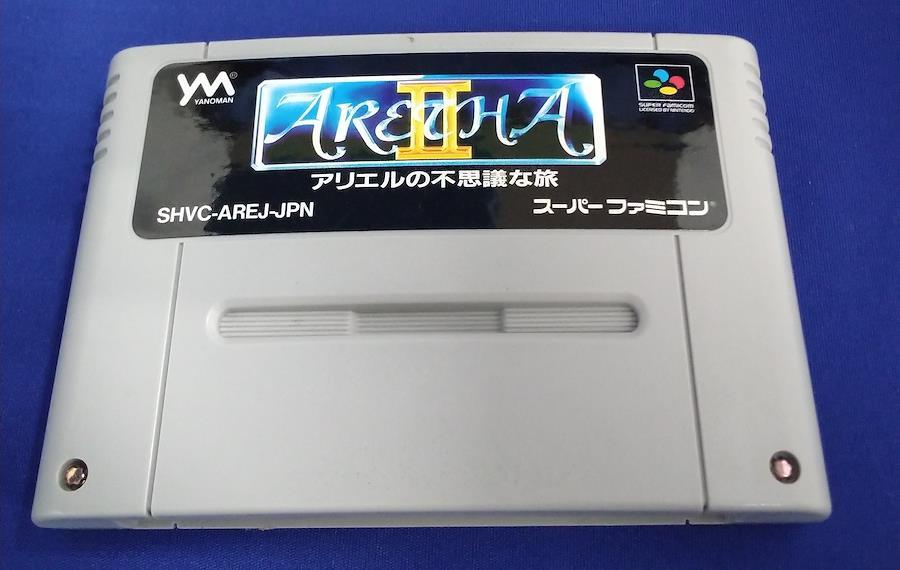 YM®
YANOMAN
ARETHA II
アリエルの不思議な旅
SHVC-AREJ-JPN
SUPER FAMICOM
LICENSED BY NINTENDO
スーパーファミコン®